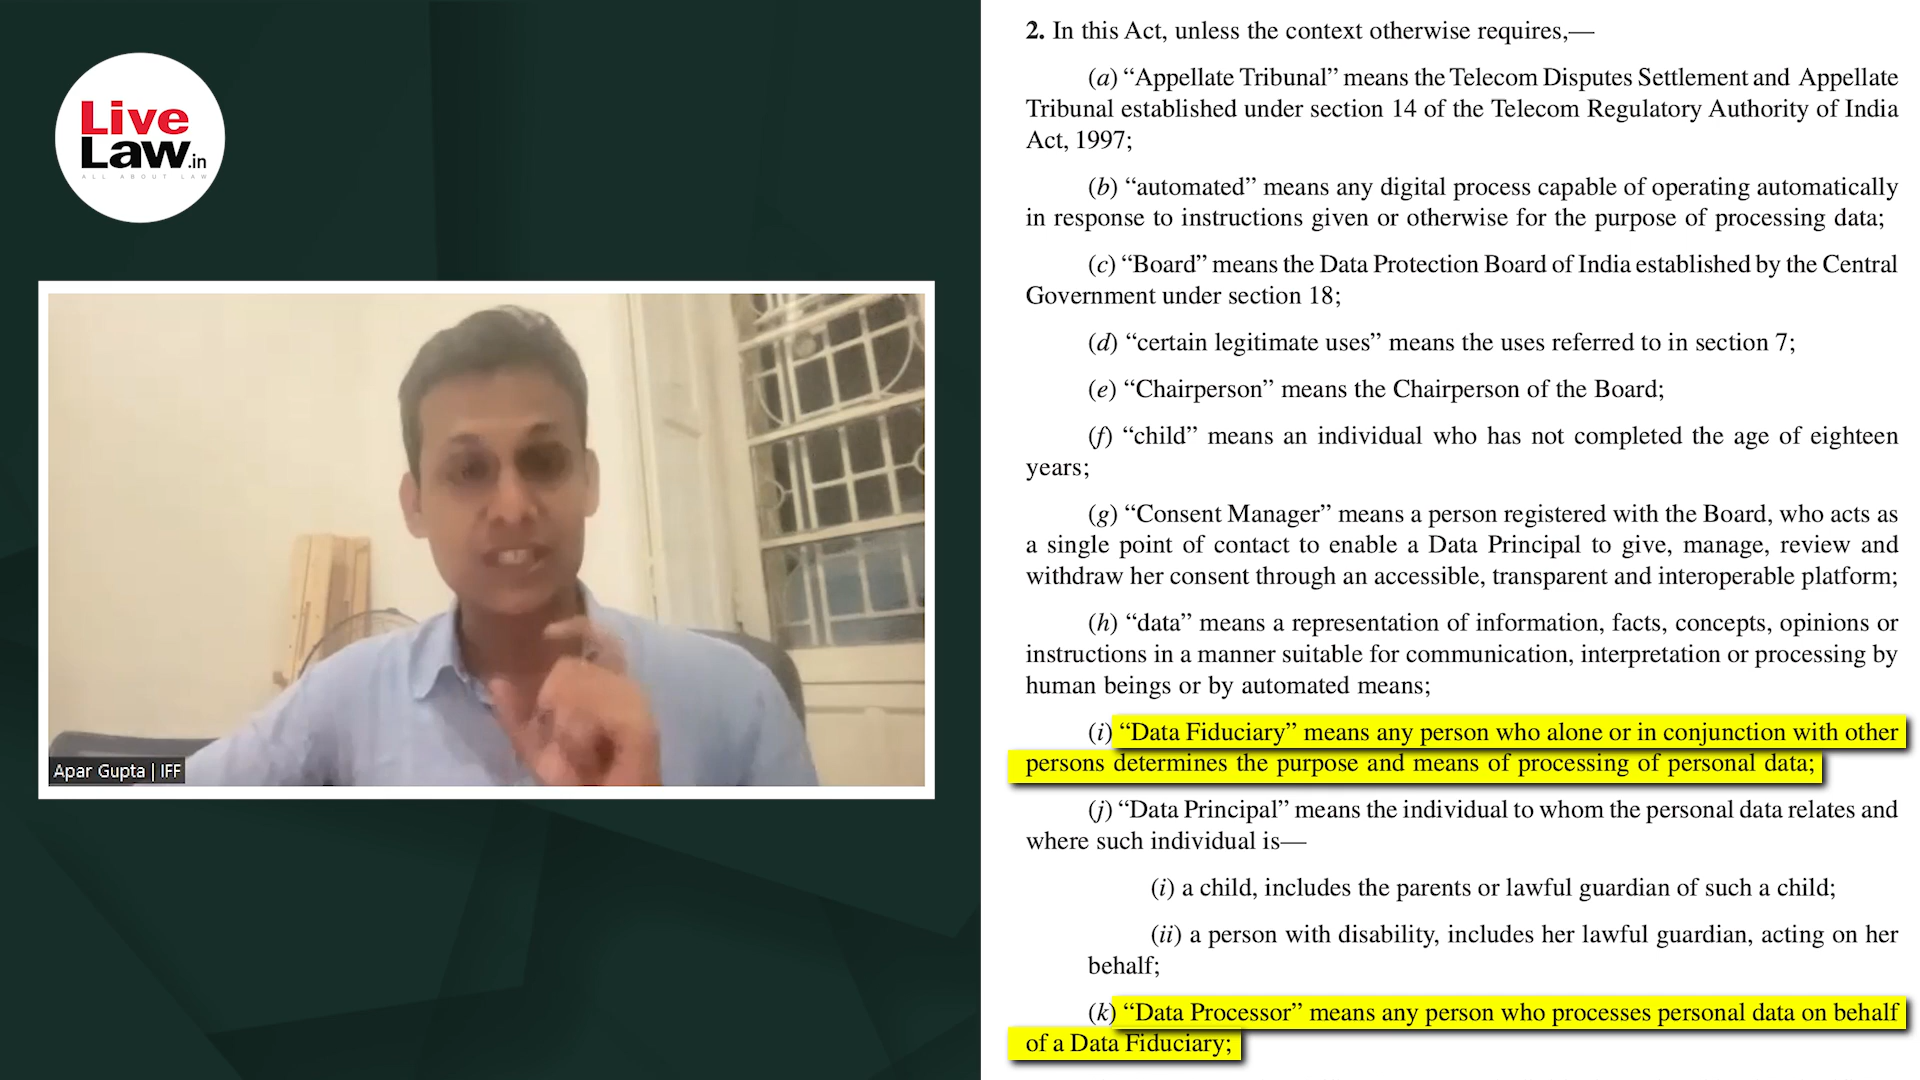 Live
Law.in
ALL ABOUT LAW
Apar Gupta | IFF
2. In this Act, unless the context otherwise requires,—
(a) “Appellate Tribunal” means the Telecom Disputes Settlement and Appellate
Tribunal established under section 14 of the Telecom Regulatory Authority of India
Act, 1997;
(b) “automated” means any digital process capable of operating automatically
in response to instructions given or otherwise for the purpose of processing data;
(c) “Board” means the Data Protection Board of India established by the Central
Government under section 18;
(d) “certain legitimate uses” means the uses referred to in section 7;
(e) “Chairperson” means the Chairperson of the Board;
(f) “child” means an individual who has not completed the age of eighteen
years;
(g) “Consent Manager” means a person registered with the Board, who acts as
a single point of contact to enable a Data Principal to give, manage, review and
withdraw her consent through an accessible, transparent and interoperable platform;
(h) “data” means a representation of information, facts, concepts, opinions or
instructions in a manner suitable for communication, interpretation or processing by
human beings or by automated means;
(i) “Data Fiduciary” means any person who alone or in conjunction with other
persons determines the purpose and means of processing of personal data;
(j) “Data Principal” means the individual to whom the personal data relates and
where such individual is—
(i) a child, includes the parents or lawful guardian of such a child;
(ii) a person with disability, includes her lawful guardian, acting on her
behalf;
(k) “Data Processor” means any person who processes personal data on behalf
of a Data Fiduciary;